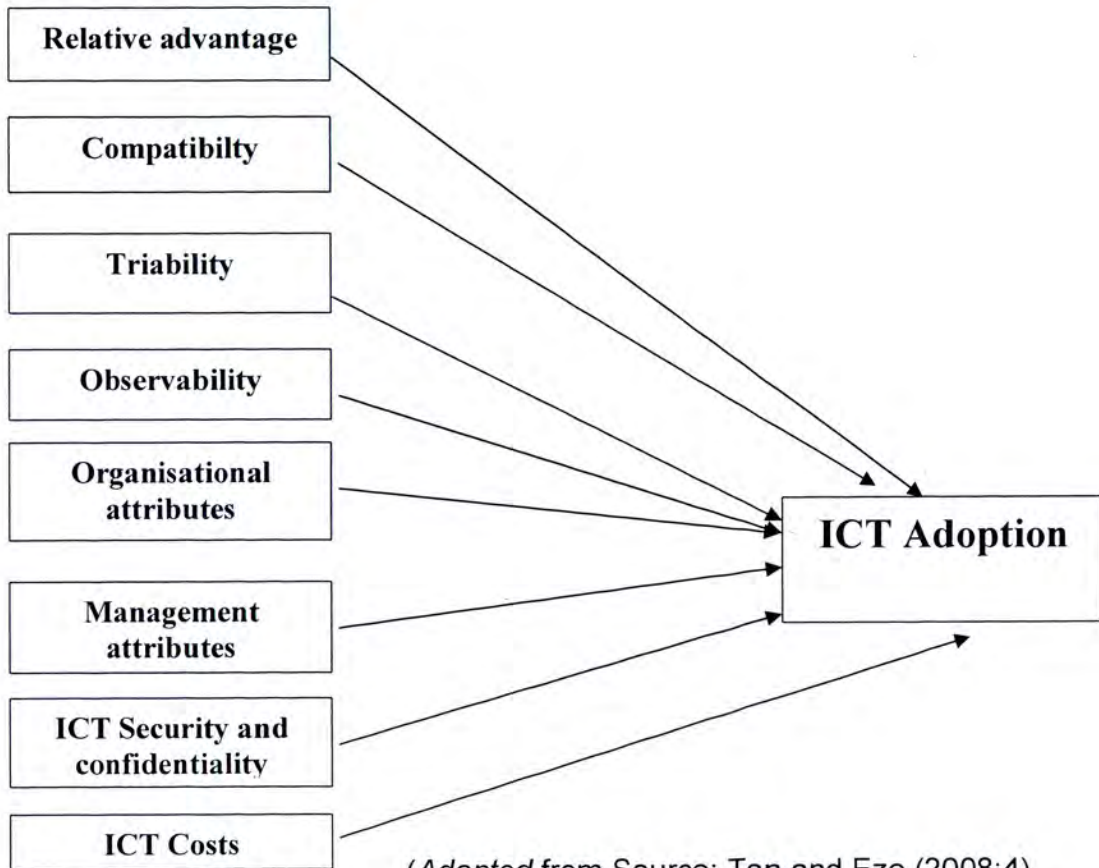 Relative advantage
Compatibilty
Triability
Observability
Organisational
attributes
Management
attributes
ICT Security and
confidentiality
ICT Costs
ICT Adoption
(Adapted from Source: Tan and Eze (2008:4)